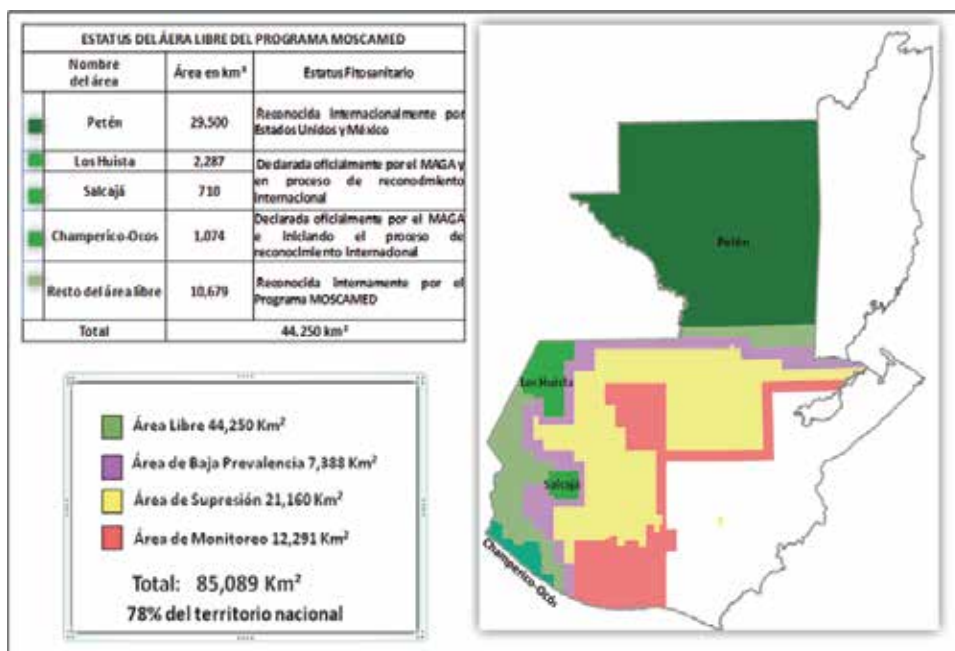 ESTATUS DEL ÁERA LIBRE DEL PROGRAMA MOSCAMED
Nombre
del área
Área en km²
Estatus Fitosanitario
Petén
29,500
Reconocida Internacionalmente por
Estados Unidos y México
Los Huista
2,287
Declarada oficialmente por el MAGA y
en proceso de reconodmiento
Internacional
Salcajá
710
Champerico-Ocos
1,074
Declarada oficialmente por el MAGA
e iniciando el proceso de
reconocimiento internacional
Resto del área libre
10,679
Reconocida Internamente por el
Programa MOSCAMED
Total
44,250 km²
Área Libre 44,250 Km²
Área de Baja Prevalencia 7,388 Km²
Área de Supresión 21,160 Km²
Área de Monitoreo 12,291 Km²
Total: 85,089 Km²
78% del territorio nacional
Petén
Los Huista
Salcajá
Champerico-Ocós